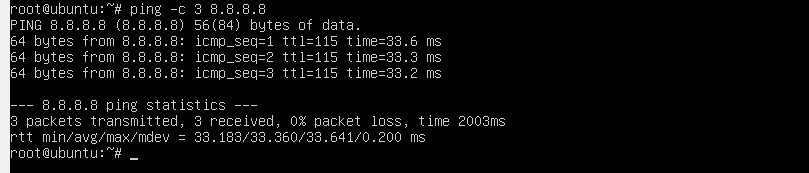 root@ubuntu:~# ping -c 3 8.8.8.8
PING 8.8.8.8 (8.8.8.8) 56(84) bytes of data.
64 bytes from 8.8.8.8: icmp_seq=1 ttl=115 time=33.6 ms
64 bytes from 8.8.8.8: icmp_seq=2 ttl=115 time=33.3 ms
64 bytes from 8.8.8.8: icmp_seq=3 ttl=115 time=33.2 ms

--- 8.8.8.8 ping statistics ---
3 packets transmitted, 3 received, 0% packet loss, time 2003ms
rtt min/avg/max/mdev = 33.183/33.360/33.641/0.200 ms
root@ubuntu:~# _